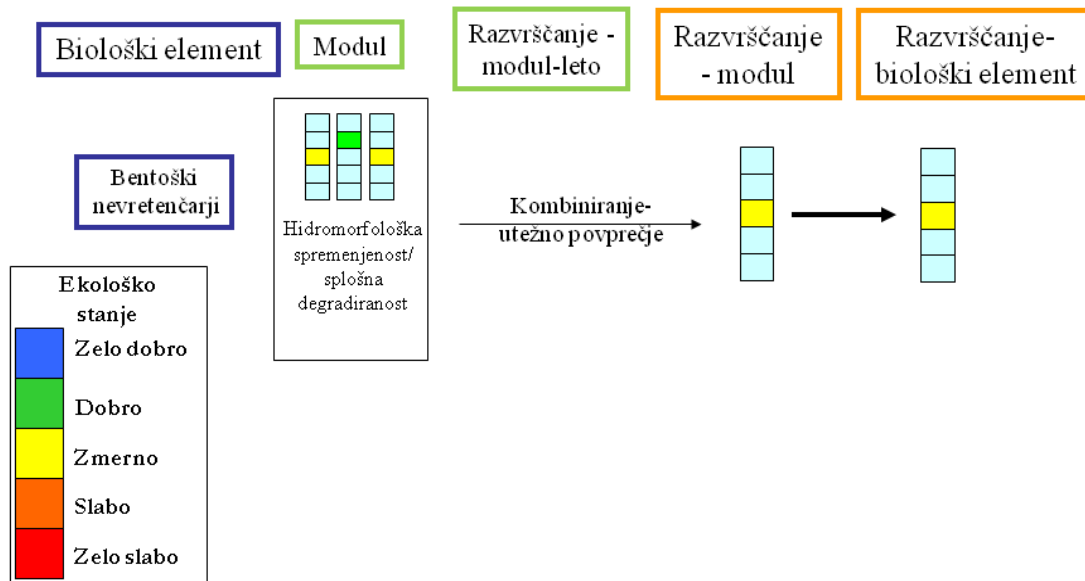 Biološki element
Modul
Razvrščanje -
modul-leto
Razvrščanje
- modul
Razvrščanje-
biološki element
Bentoški
nevretenčarji
Hidromorfološka
spremenjenost/
splošna
degradiranost
Kombiniranje-
utežno povprečje
Ekološko
stanje
Zelo dobro
Dobro
Zmerno
Slabo
Zelo slabo